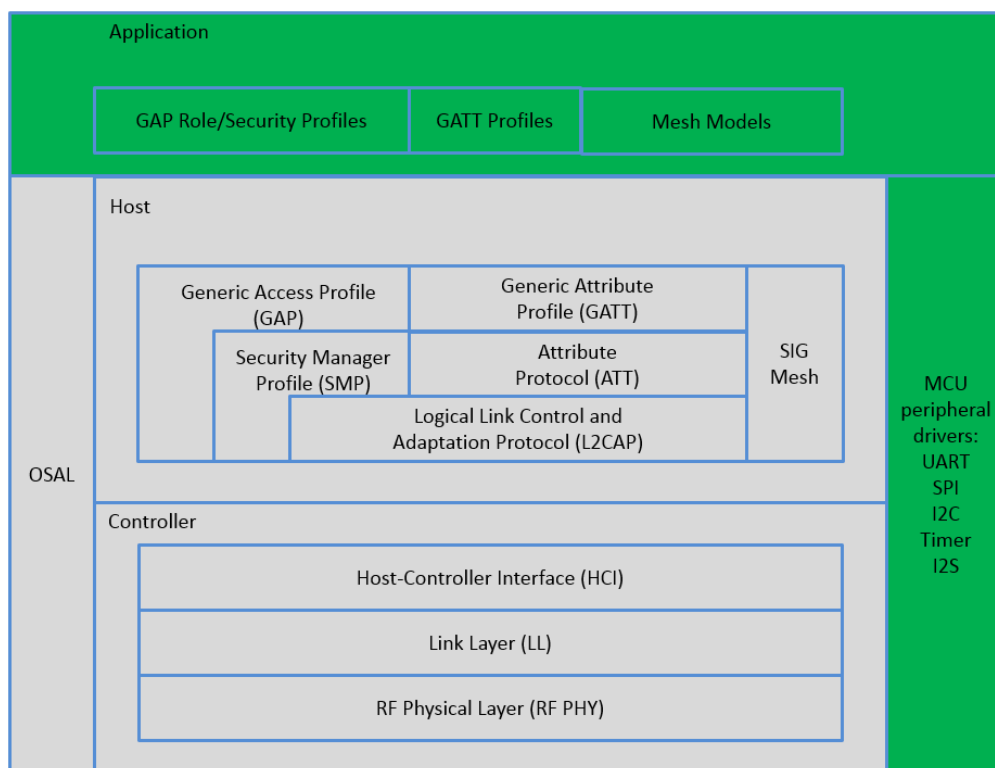 Application
GAP Role/Security Profiles
GATT Profiles
Mesh Models
Host
Generic Access Profile
(GAP)
Generic Attribute
Profile (GATT)
Security Manager
Profile (SMP)
Attribute
Protocol (ATT)
SIG
Mesh
Logical Link Control and
Adaptation Protocol (L2CAP)
OSAL
MCU
peripheral
drivers:
UART
SPI
I2C
Timer
I2S
Controller
Host-Controller Interface (HCI)
Link Layer (LL)
RF Physical Layer (RF PHY)